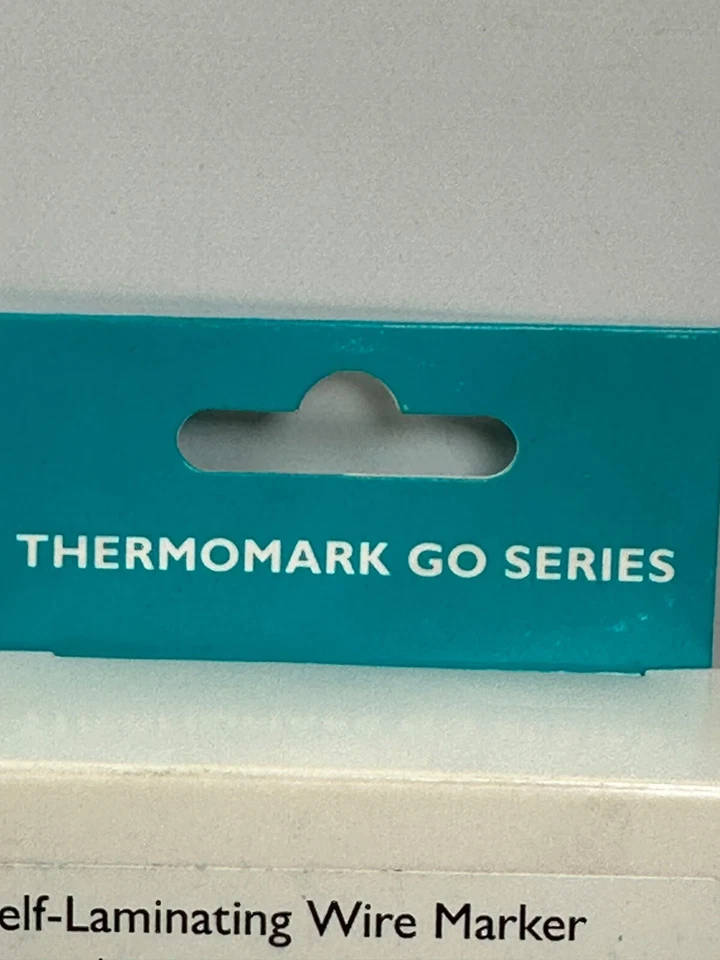 THERMOMARK GO SERIES
elf-Laminating Wire Marker